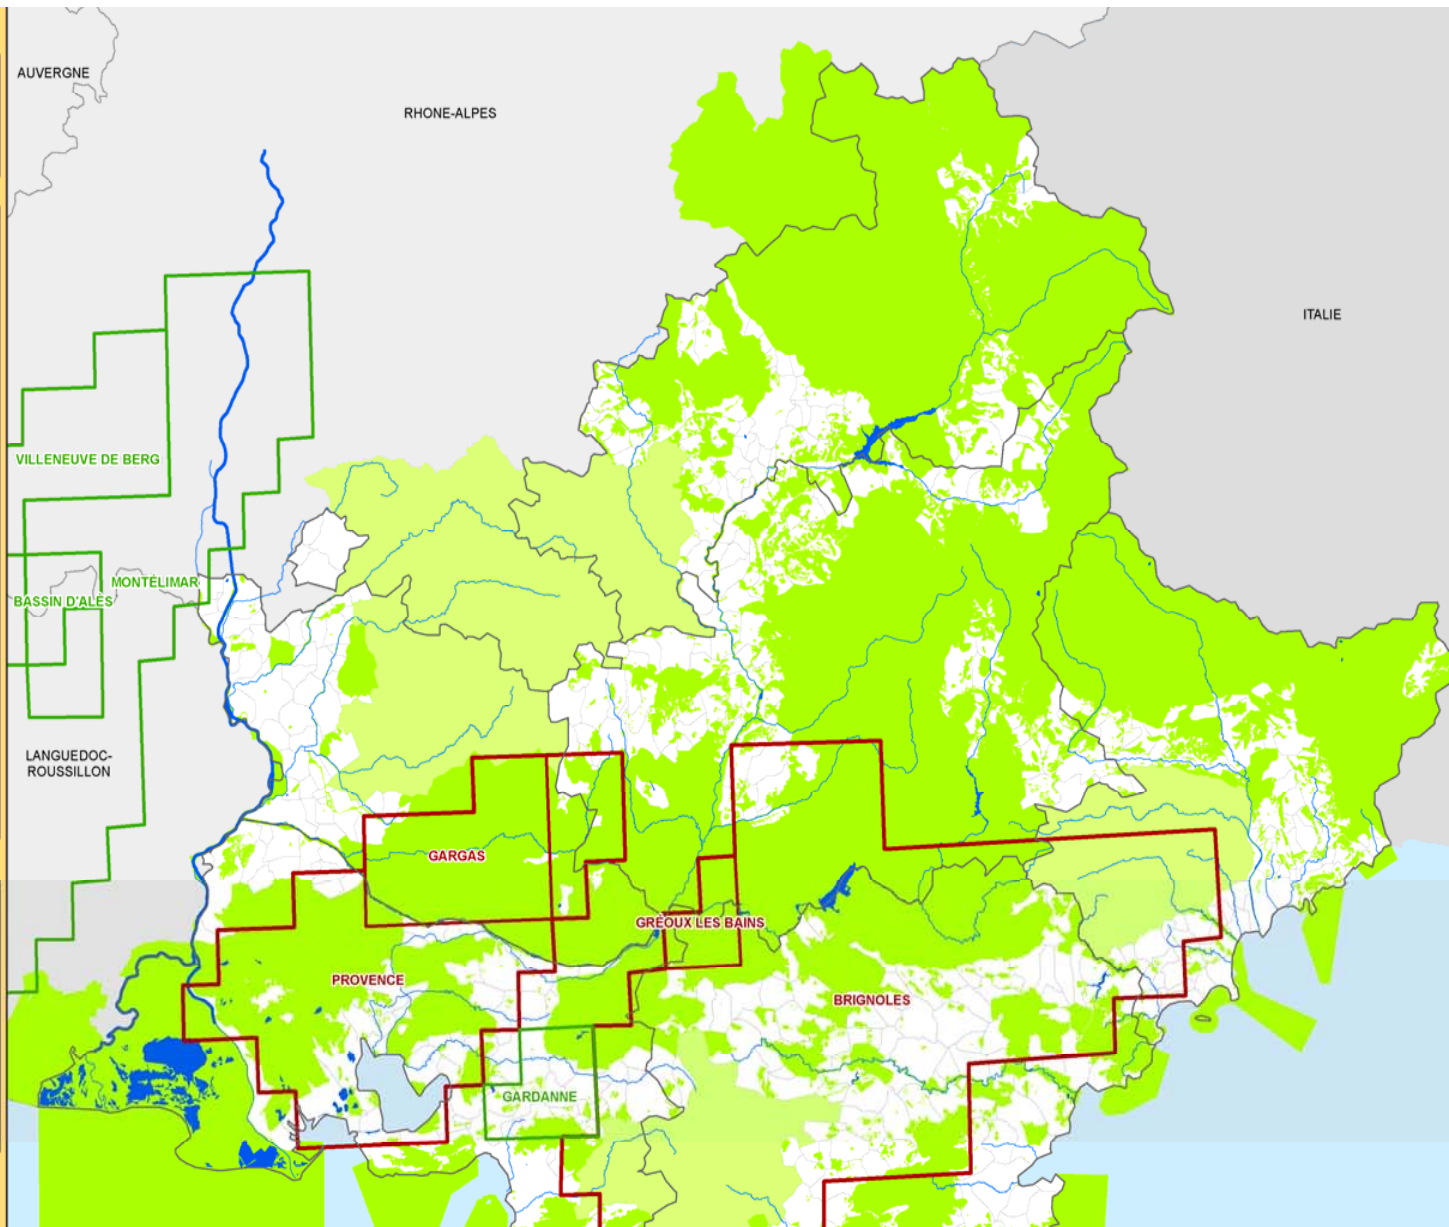 AUVERGNE
RHONE-ALPES
ITALIE
VILLENEUVE DE BERG
MONTÉLIMAR
BASSIN D'ALÈS
LANGUEDOC-
ROUSSILLON
GARGAS
GRÉOUX LES BAINS
PROVENCE
BRIGNOLES
GARDANNE